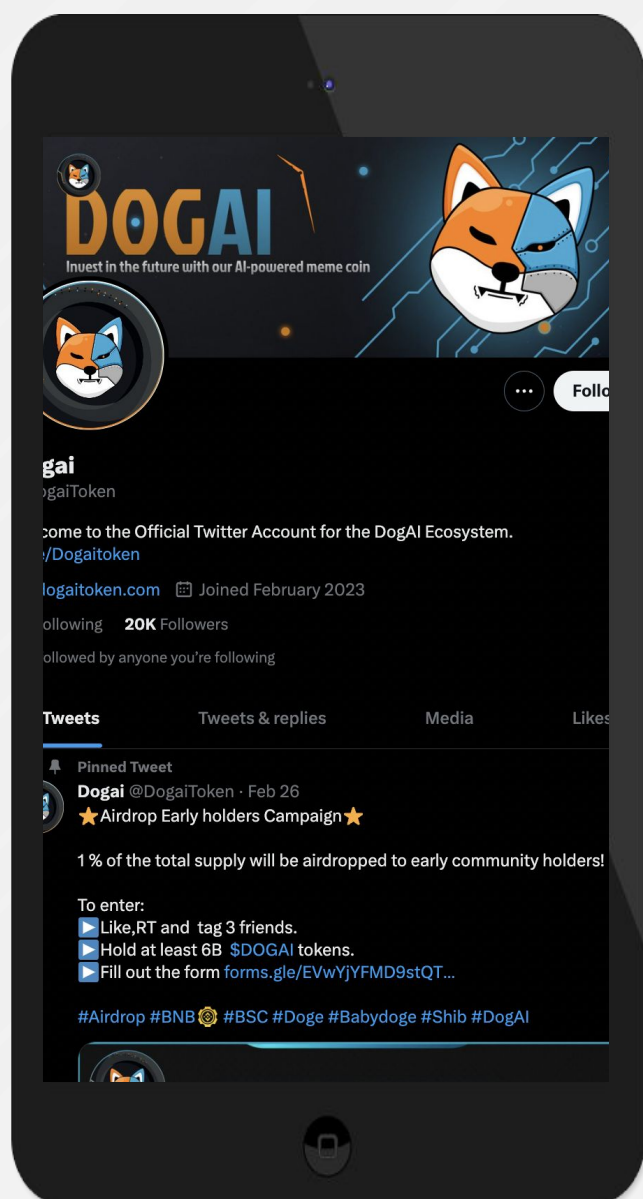 DOGAI
Invest in the future with our AI-powered meme coin
Follo
gai
ogaiToken
come to the Official Twitter Account for the DogAI Ecosystem.
:/Dogaitoken
dogaitoken.com Joined February 2023
ollowing 20K Followers
ollowed by anyone you're following
Tweets Tweets & replies Media Likes
Pinned Tweet
Dogai @DogaiToken · Feb 26
⭐Airdrop Early holders Campaign⭐
1 % of the total supply will be airdropped to early community holders!
To enter:
▶️Like,RT and tag 3 friends.
▶️Hold at least 6B $DOGAI tokens.
▶️Fill out the form forms.gle/EVwYjYFMD9stQT...
#Airdrop #BNB #BSC #Doge #Babydoge #Shib #DogAI